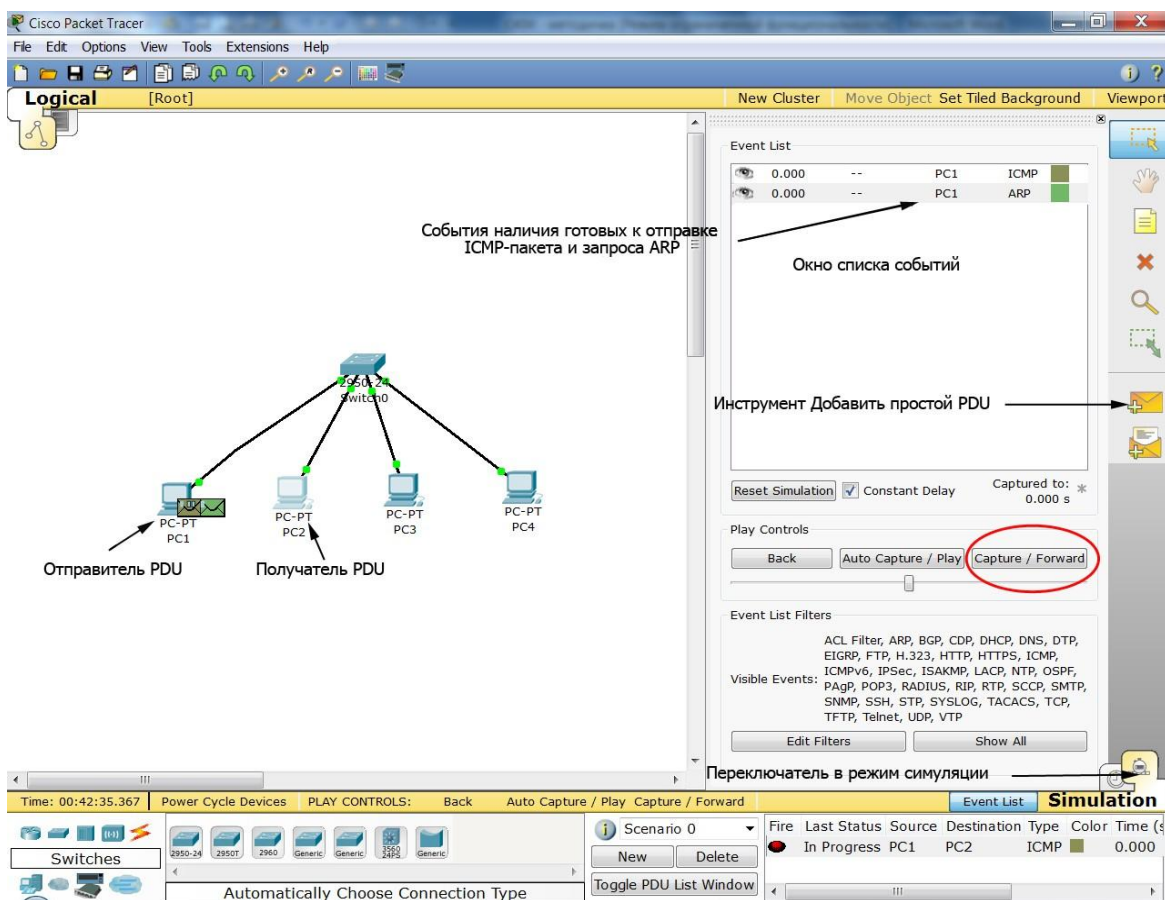 Cisco Packet Tracer
File Edit Options View Tools Extensions Help
Logical [Root] New Cluster Move Object Set Tiled Background Viewport
Event List
0.000 -- PC1 ICMP
0.000 -- PC1 ARP
События наличия готовых к отправке
ICMP-пакета и запроса ARP
Окно списка событий
2950-24
Switch0
Инструмент Добавить простой PDU
Reset Simulation Constant Delay Captured to: *
0.000 s
PC-PT
PC1
PC-PT
PC2
PC-PT
PC3
PC-PT
PC4
Отправитель PDU
Получатель PDU
Play Controls
Back Auto Capture / Play Capture / Forward
Event List Filters
Visible Events:
ACL Filter, ARP, BGP, CDP, DHCP, DNS, DTP,
EIGRP, FTP, H.323, HTTP, HTTPS, ICMP,
ICMPv6, IPSec, ISAKMP, LACP, NTP, OSPF,
PAgP, POP3, RADIUS, RIP, RTP, SCCP, SMTP,
SNMP, SSH, STP, SYSLOG, TACACS, TCP,
TFTP, Telnet, UDP, VTP
Edit Filters Show All
Переключатель в режим симуляции
Time: 00:42:35.367 Power Cycle Devices PLAY CONTROLS: Back Auto Capture / Play Capture / Forward Event List Simulation
Switches
2950-24 2950T 2960 Generic Generic 3560 24PS Generic
Automatically Choose Connection Type
Scenario 0
New Delete
Toggle PDU List Window
Fire Last Status Source Destination Type Color Time (s
In Progress PC1 PC2 ICMP 0.000